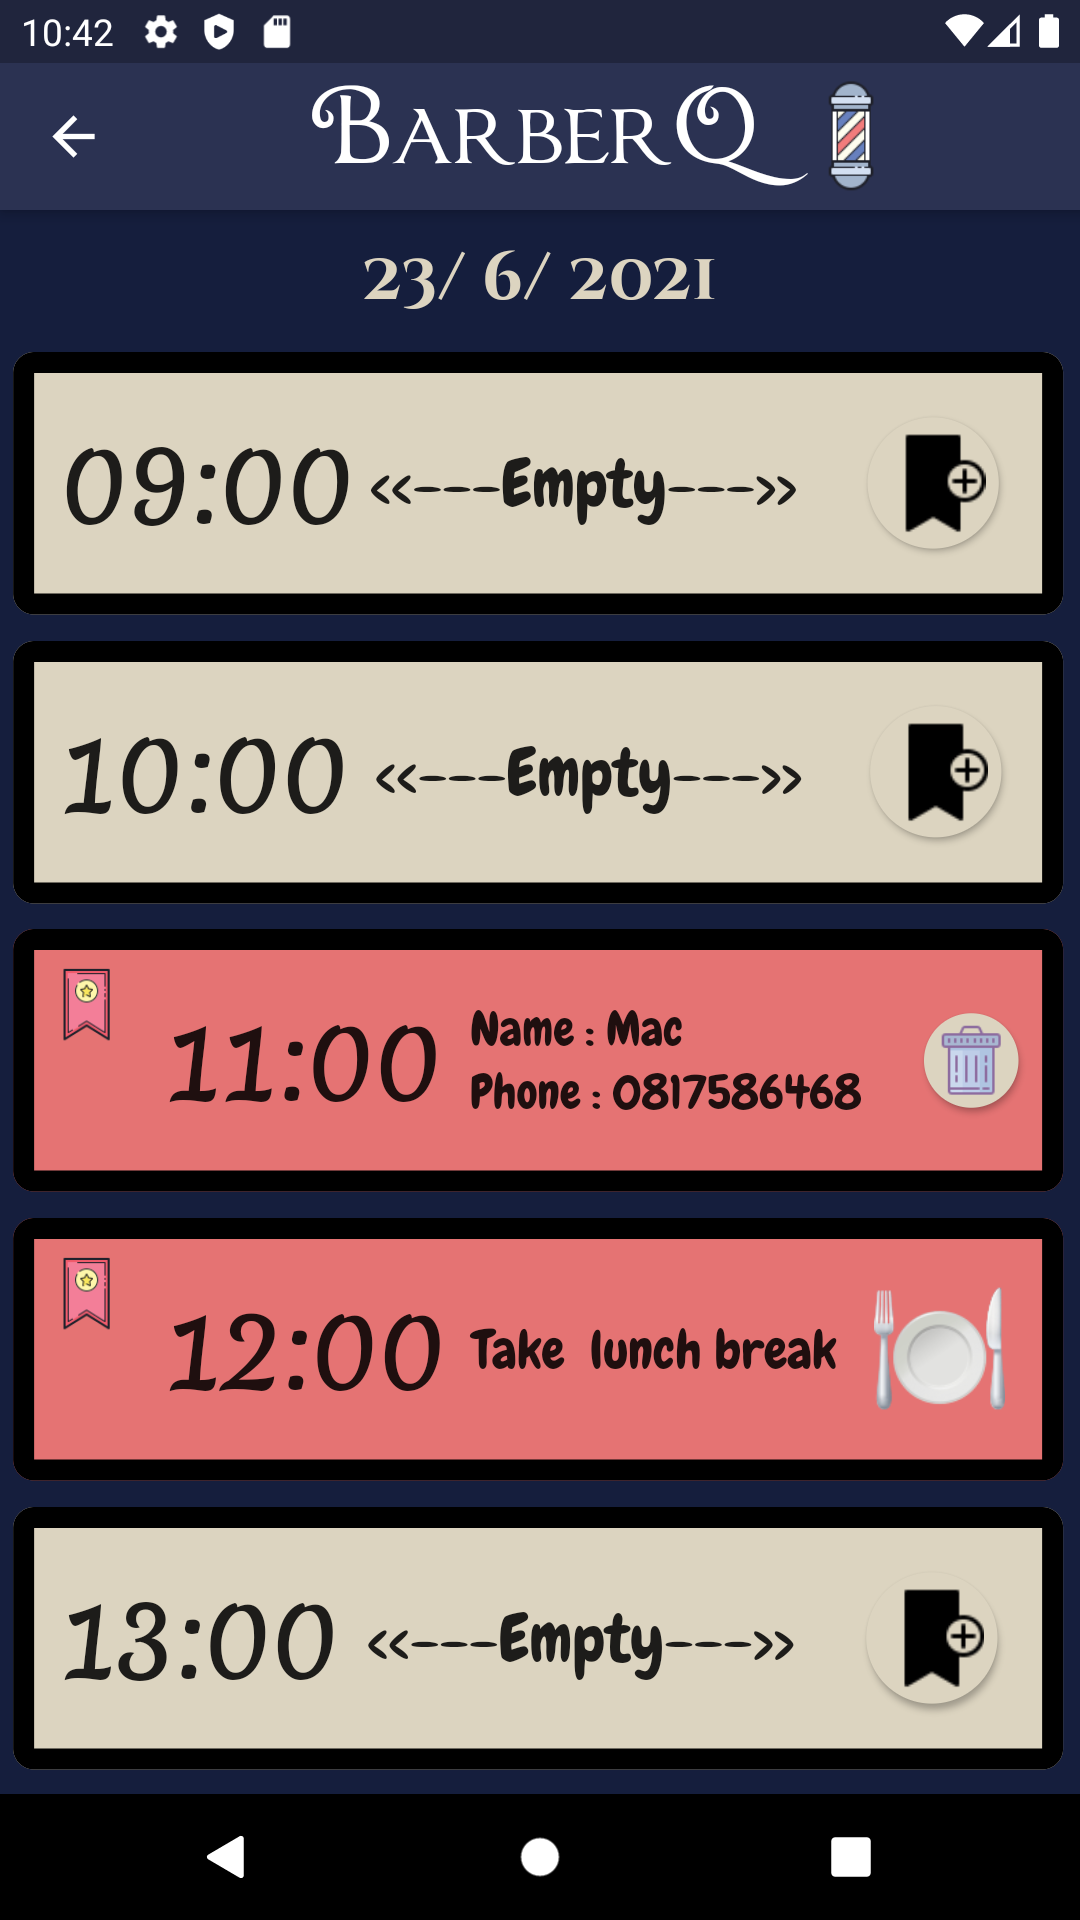 10:42
BarberQ
23/ 6/ 2021
09:00 <<---Empty--->>
10:00 <<---Empty--->>
11:00 Name : Mac
Phone : 0817586468
12:00 Take  lunch break
13:00 <<---Empty--->>